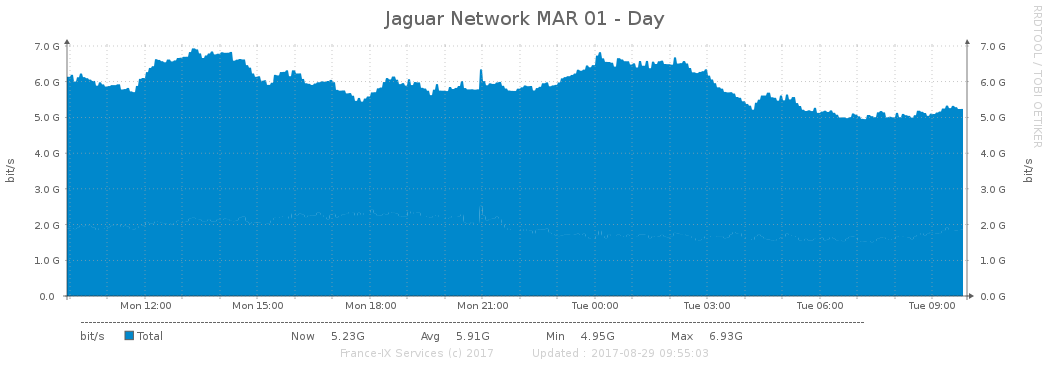 Jaguar Network MAR 01 - Day
RRDTOOL / TOBI OETIKER
bit/s
7.0 G
6.0 G
5.0 G
4.0 G
3.0 G
2.0 G
1.0 G
0.0
7.0 G
6.0 G
5.0 G
4.0 G
3.0 G
2.0 G
1.0 G
0.0 G
bit/s
Mon 12:00 Mon 15:00 Mon 18:00 Mon 21:00 Tue 00:00 Tue 03:00 Tue 06:00 Tue 09:00
bit/s Total Now 5.23G Avg 5.91G Min 4.95G Max 6.93G
France-IX Services (c) 2017 Updated : 2017-08-29 09:55:03